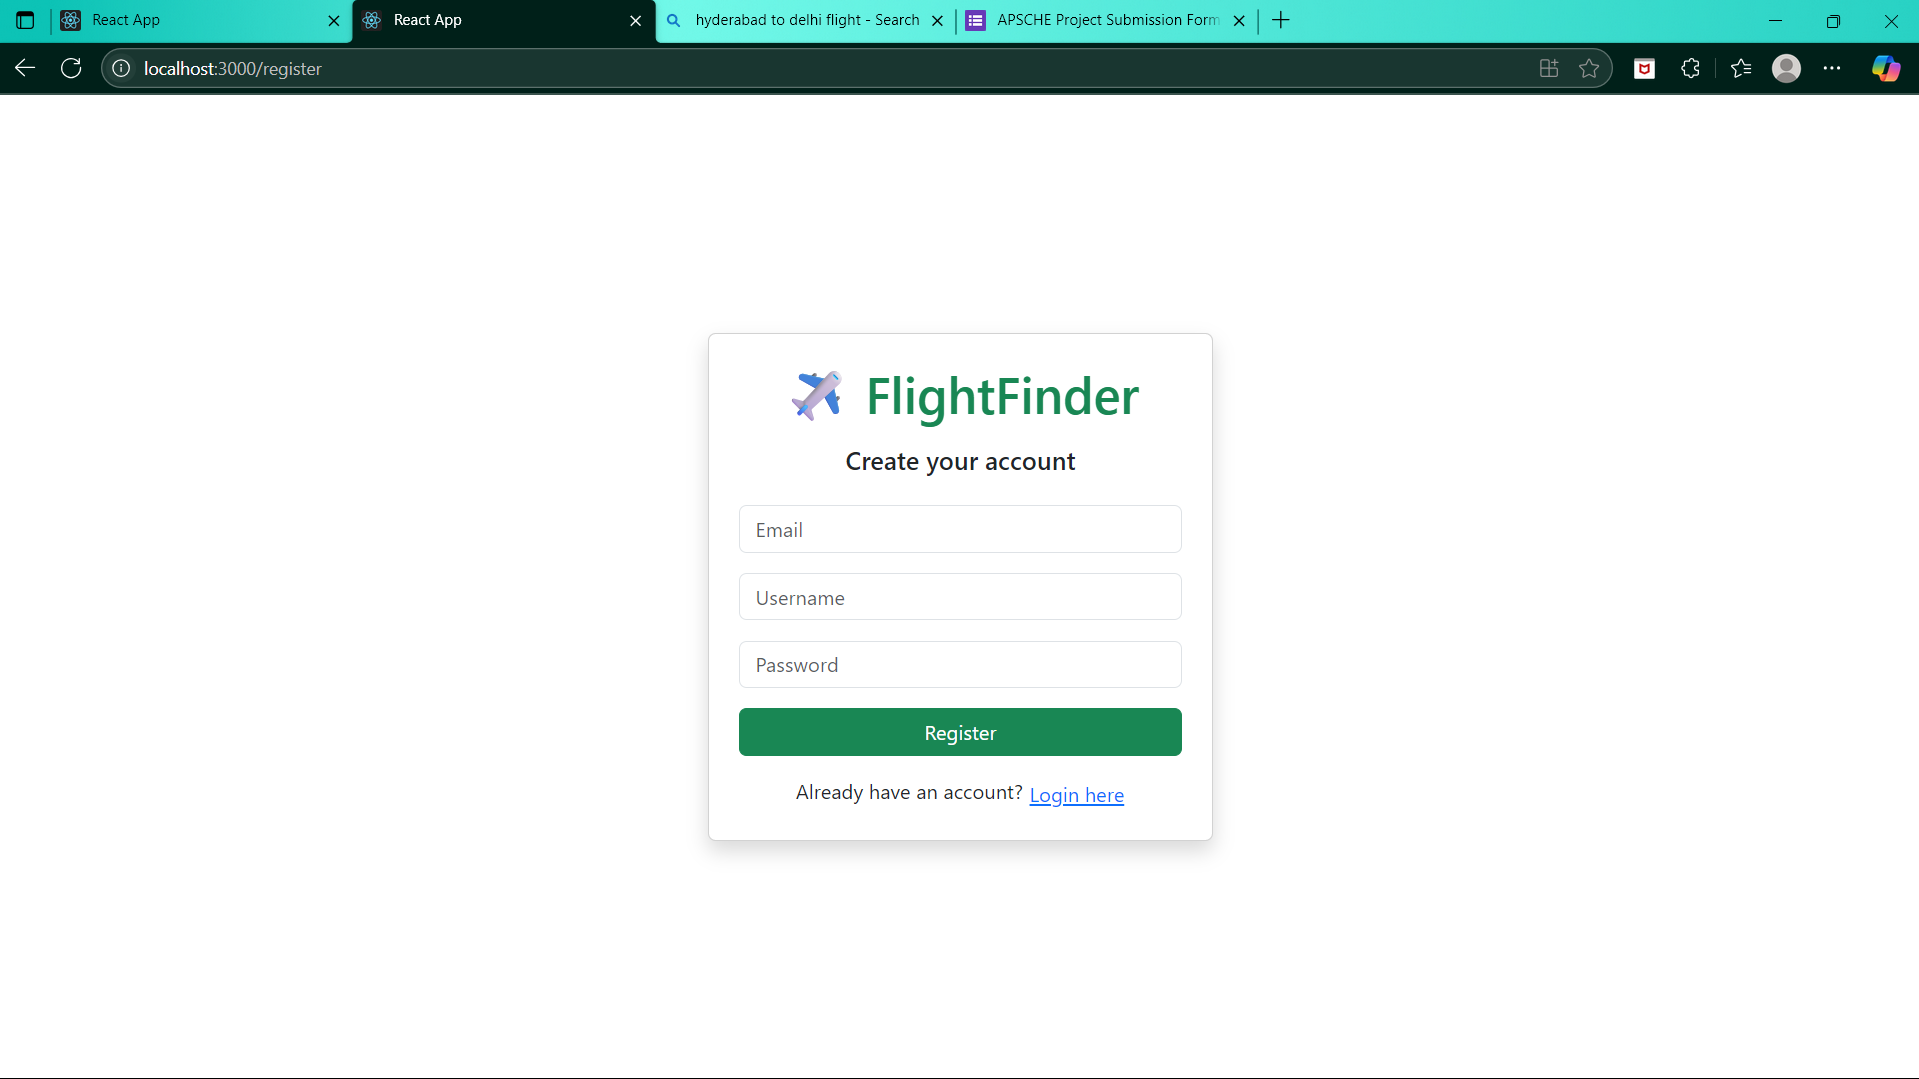 React App
React App
hyderabad to delhi flight - Search
APSCHE Project Submission Form
localhost:3000/register
FlightFinder
Create your account
Email
Username
Password
Register
Already have an account? Login here